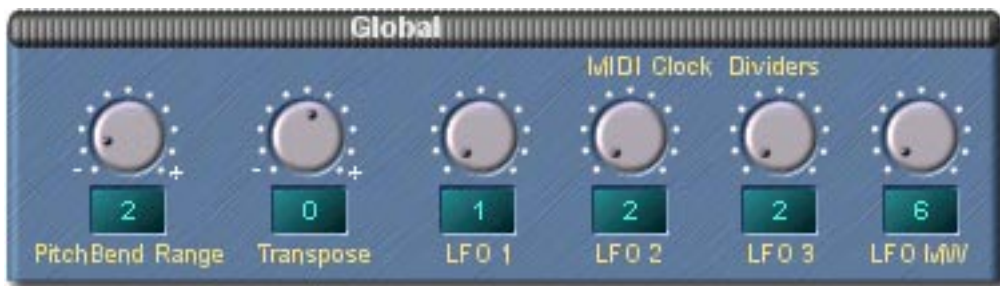 Global
MIDI Clock Dividers
- + - +
2 0 1 2 2 6
PitchBend Range Transpose LFO 1 LFO 2 LFO 3 LFO MW